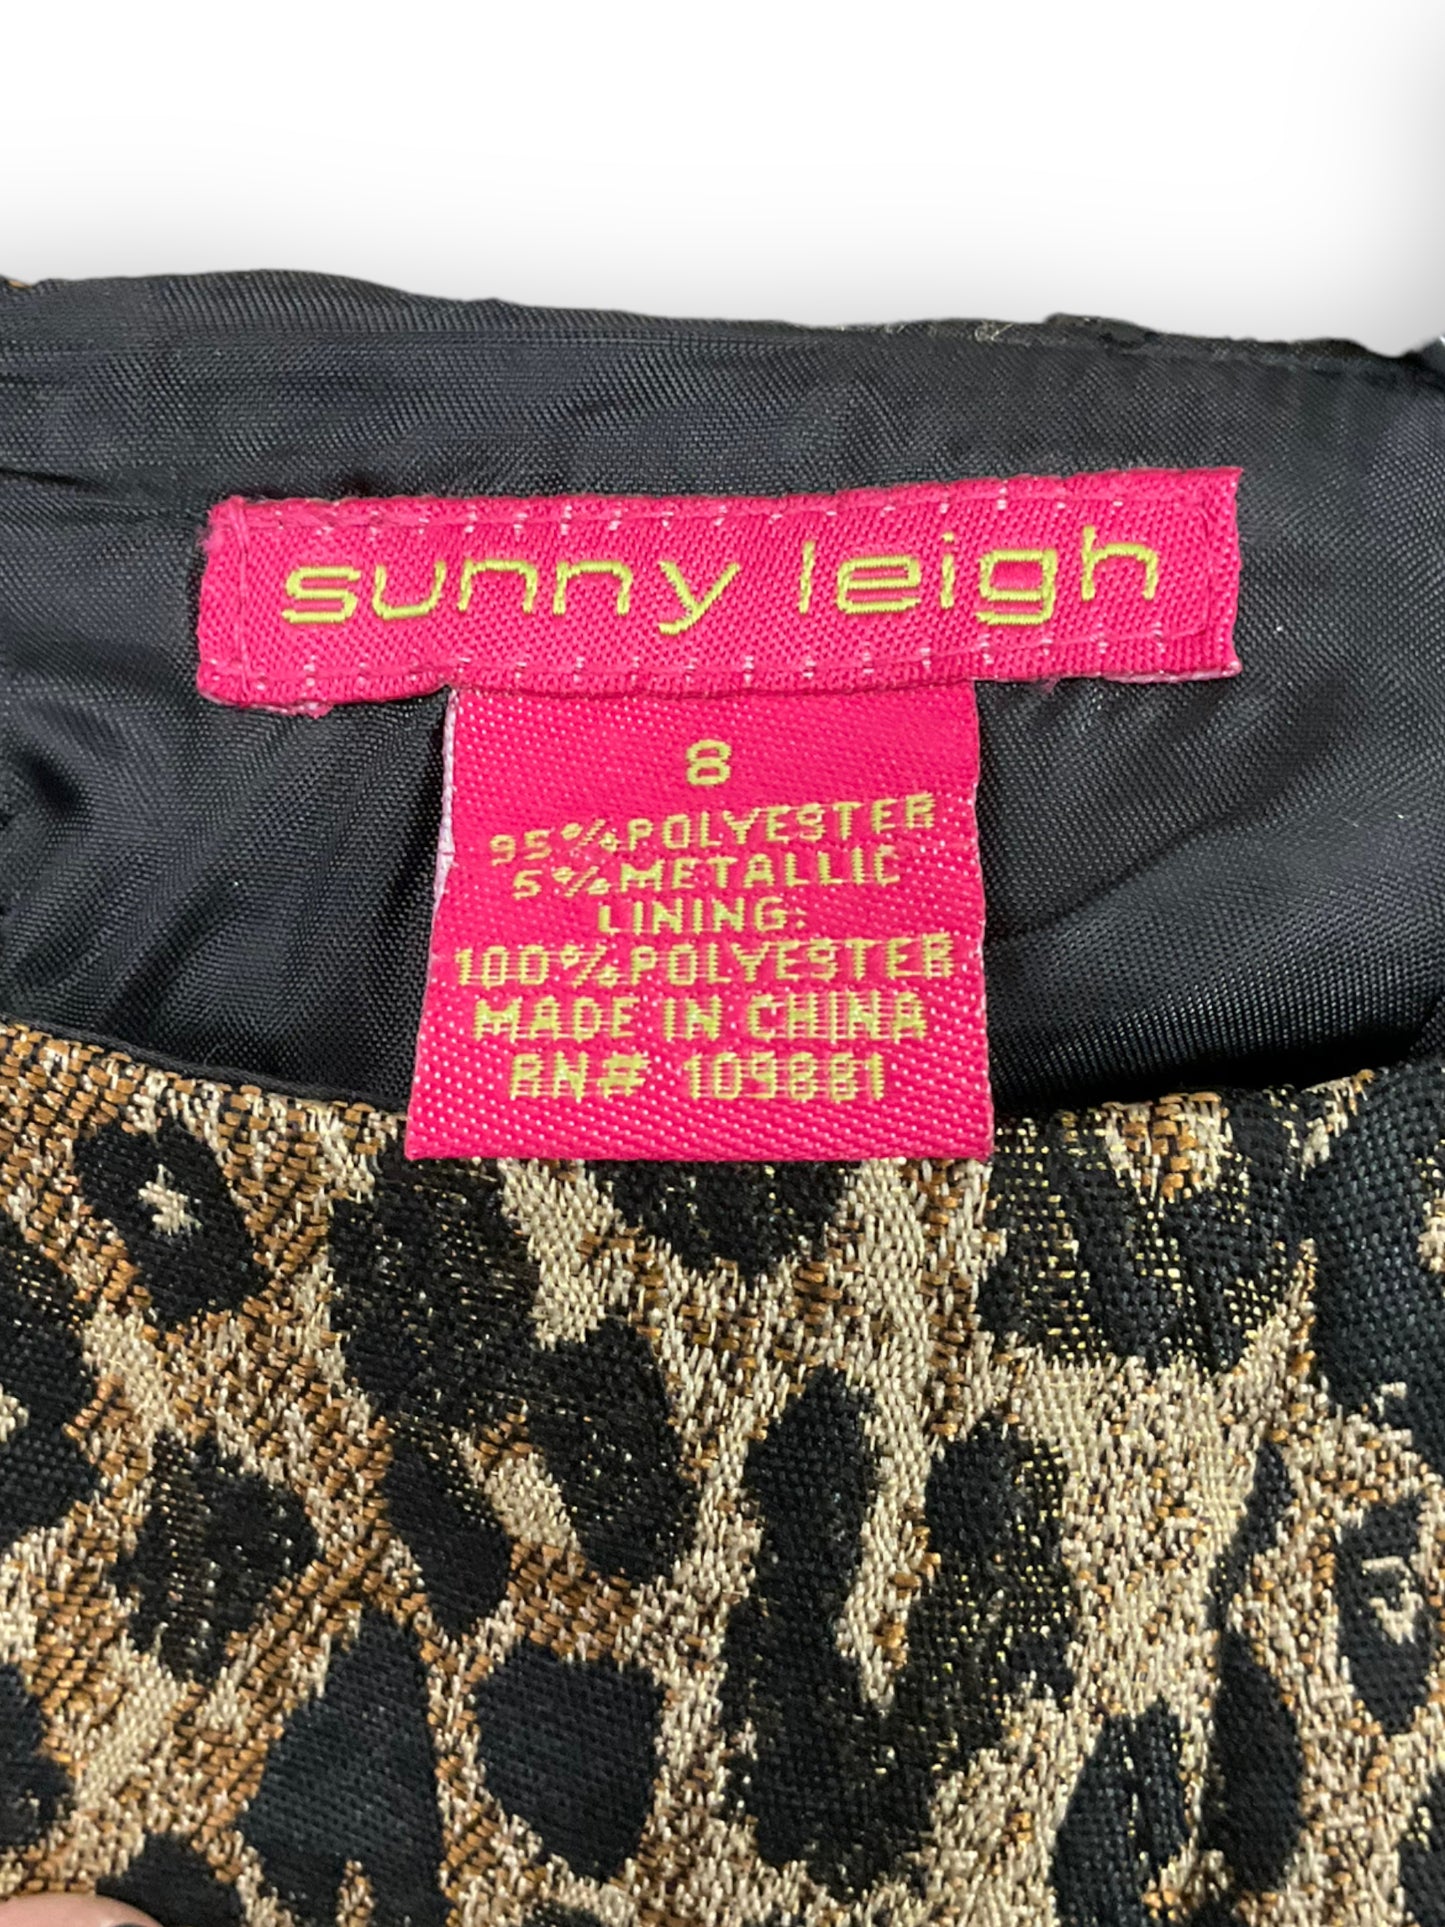 sunny leigh
8
95%POLYESTER
5%METALLIC
LINING:
100%POLYESTER
MADE IN CHINA
RN# 109881